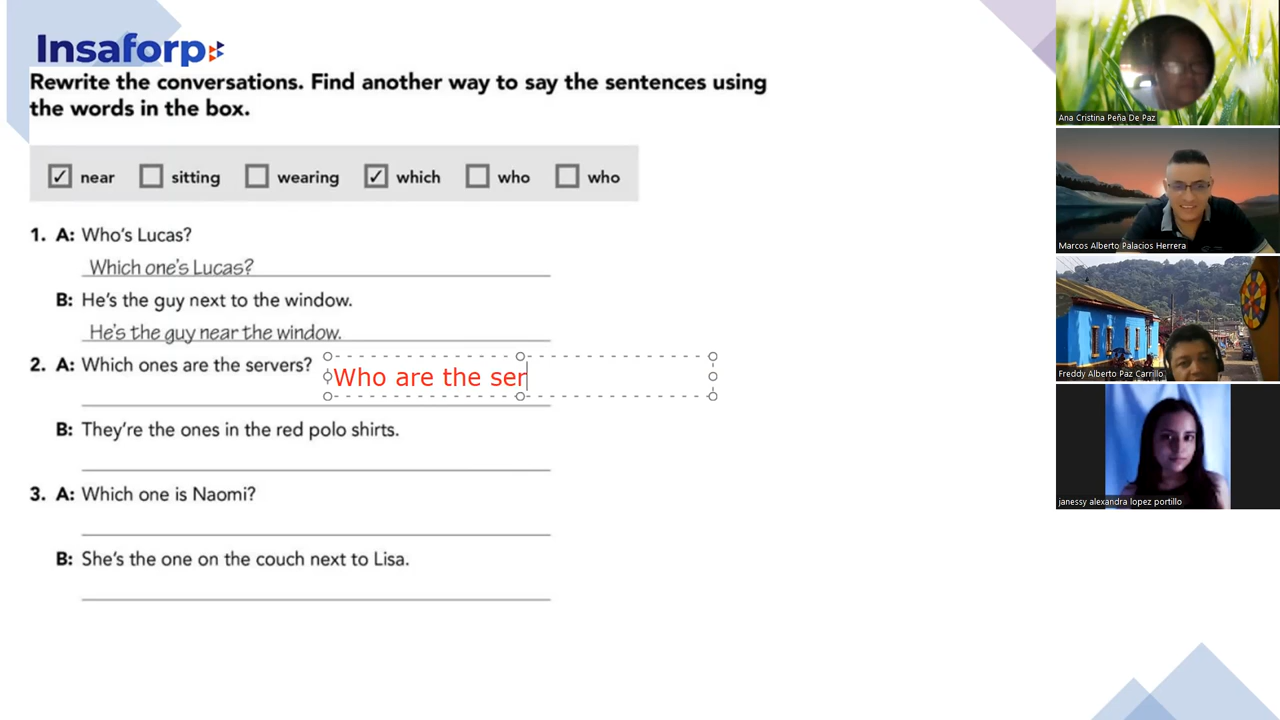 Insaforp
Rewrite the conversations. Find another way to say the sentences using
the words in the box.
✓ near sitting wearing ✓ which who who
1. A: Who's Lucas?
Which one's Lucas?
B: He's the guy next to the window.
He's the guy near the window.
2. A: Which ones are the servers?
Who are the ser
B: They're the ones in the red polo shirts.
3. A: Which one is Naomi?
B: She's the one on the couch next to Lisa.
Ana Cristina Peña De Paz
Marcos Alberto Palacios Herrera
Freddy Alberto Paz Carrillo
janessy alexandra lopez portillo